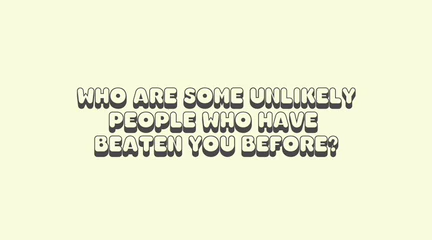 WHO ARE SOME UNLIKELY
PEOPLE WHO HAVE
BEATEN YOU BEFORE?